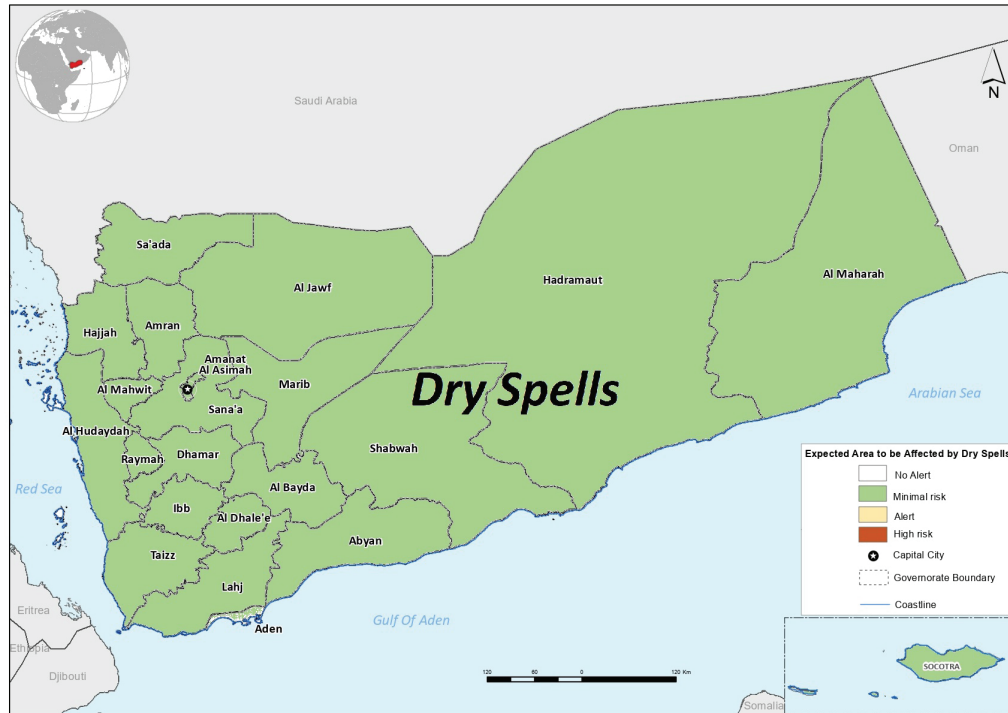 Saudi Arabia
N
Oman
Sa'ada
Al Jawf
Hadramaut
Al Maharah
Hajjah
Amran
Amanat
Al Asimah
Al Mahwit
Marib
Dry Spells
Arabian Sea
Sana'a
Al Hudaydah
Shabwah
Raymah
Dhamar
Red Sea
Al Bayda
Ibb
Al Dhale'e
Abyan
Taizz
Lahj
Eritrea
Aden
Gulf Of Aden
Ethiopia
Djibouti
Expected Area to be Affected by Dry Spells
No Alert
Minimal risk
Alert
High risk
Capital City
Governorate Boundary
Coastline
120 60 0 120 Km
SOCOTRA
Somalia